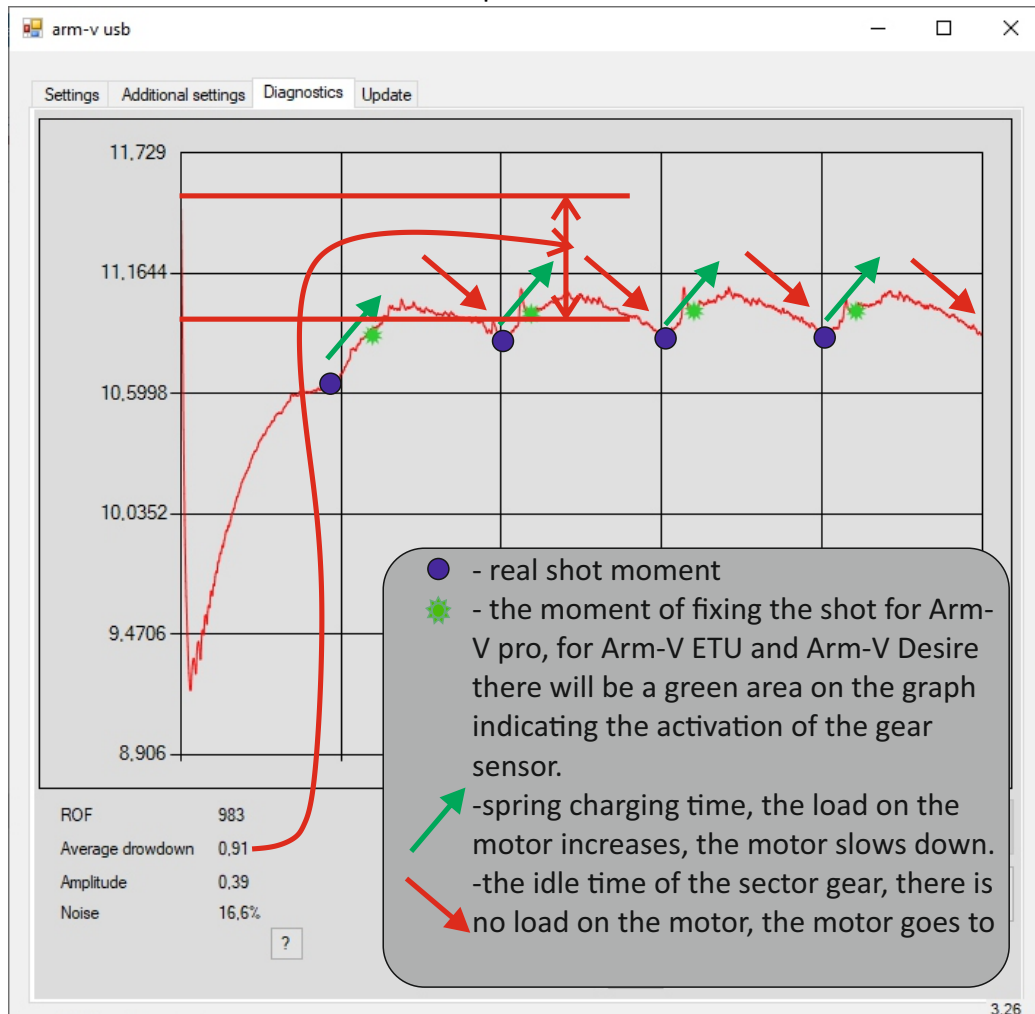 arm-v usb
Settings Additional settings Diagnostics Update
11,729
11,1644
10,5998
10,0352
9,4706
8,906
- real shot moment
- the moment of fixing the shot for Arm-
V pro, for Arm-V ETU and Arm-V Desire
there will be a green area on the graph
indicating the activation of the gear
sensor.
-spring charging time, the load on the
motor increases, the motor slows down.
-the idle time of the sector gear, there is
no load on the motor, the motor goes to
ROF 983
Average drowdown 0,91
Amplitude 0,39
Noise 16,6%
?
3.26